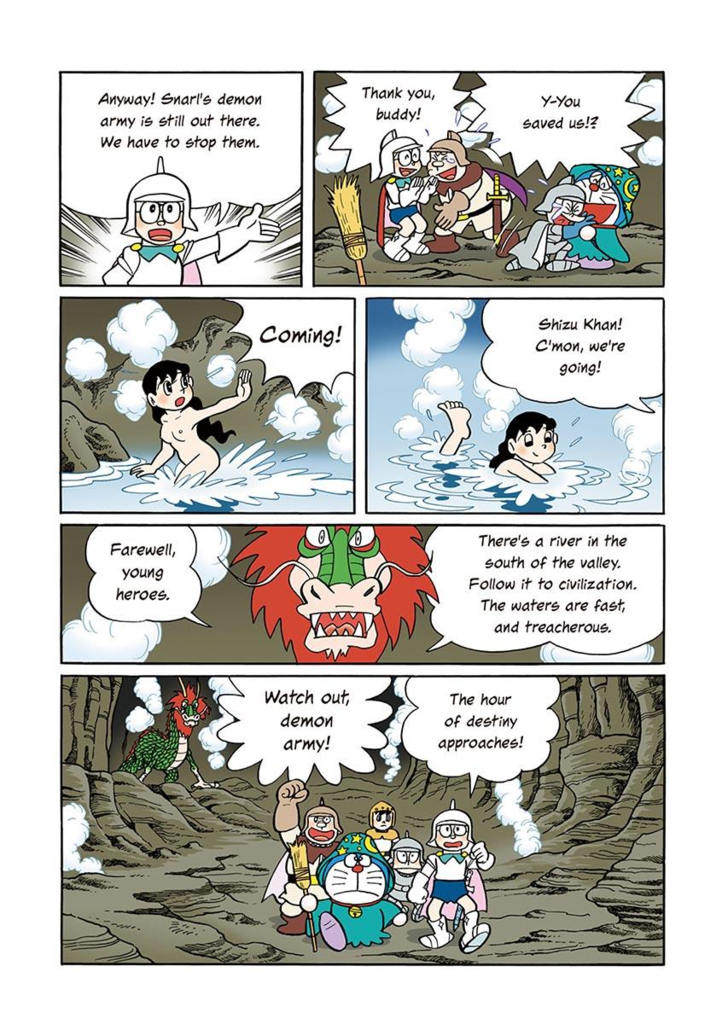 Anyway! Snarl's demon
army is still out there.
We have to stop them.
Thank you,
buddy!
Y-You
saved us!?
Coming!
Shizu Khan!
C'mon, we're
going!
Farewell,
young
heroes.
There's a river in the
south of the valley.
Follow it to civilization.
The waters are fast,
and treacherous.
Watch out,
demon
army!
The hour
of destiny
approaches!